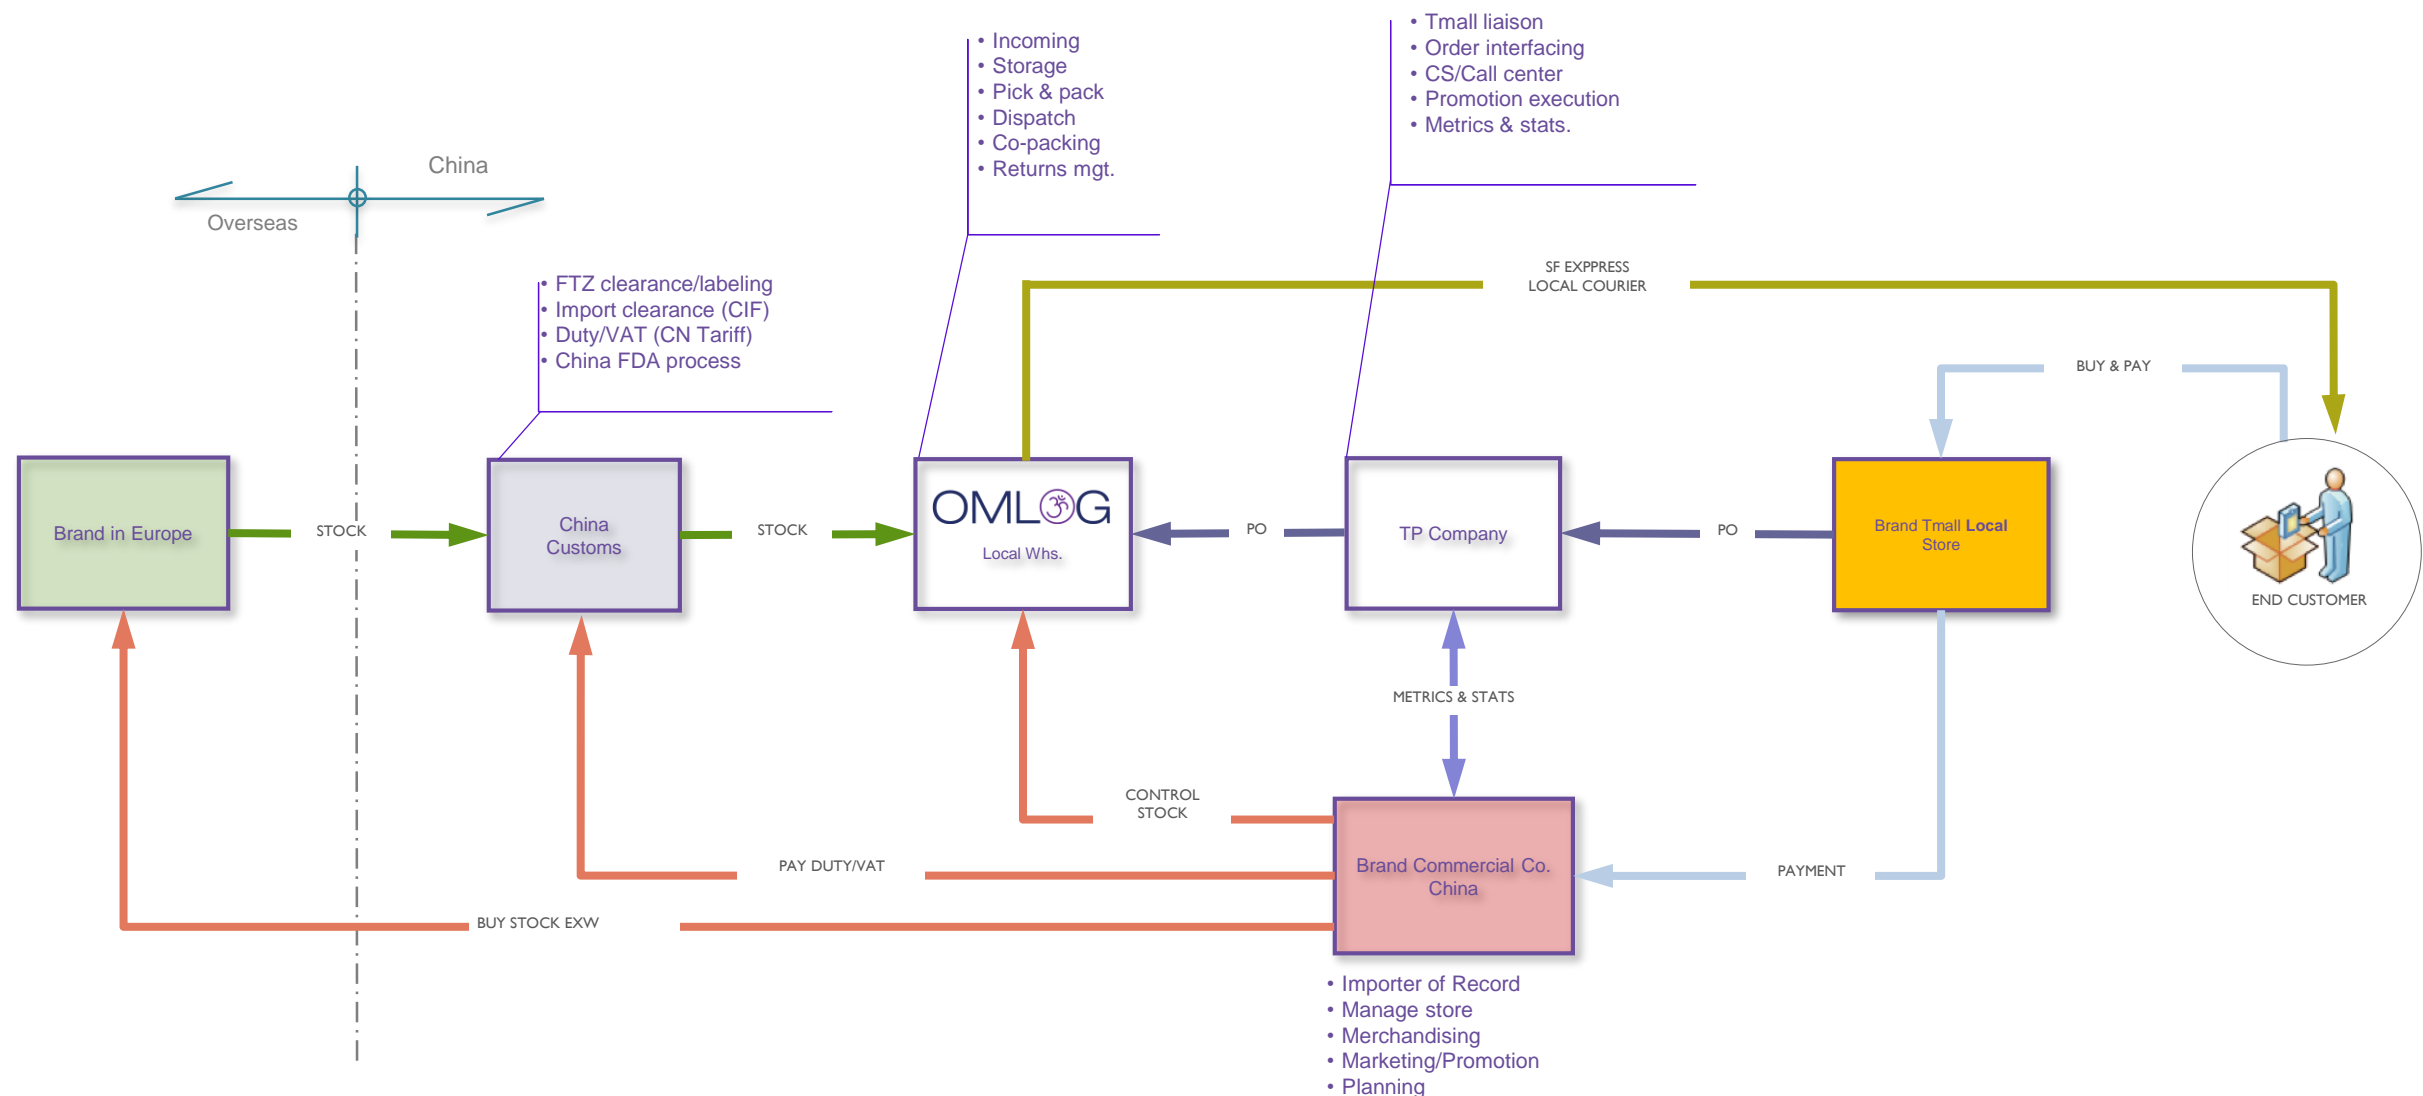 • Tmall liaison
• Order interfacing
• CS/Call center
• Promotion execution
• Metrics & stats.
• Incoming
• Storage
• Pick & pack
• Dispatch
• Co-packing
• Returns mgt.
China
Overseas
• FTZ clearance/labeling
• Import clearance (CIF)
• Duty/VAT (CN Tariff)
• China FDA process
SF EXPPRESS
LOCAL COURIER
BUY & PAY
Brand in Europe
STOCK
China
Customs
STOCK
OMLOG
Local Whs.
PO
TP Company
PO
Brand Tmall Local
Store
END CUSTOMER
METRICS & STATS
CONTROL
STOCK
PAY DUTY/VAT
BUY STOCK EXW
Brand Commercial Co.
China
PAYMENT
• Importer of Record
• Manage store
• Merchandising
• Marketing/Promotion
• Planning